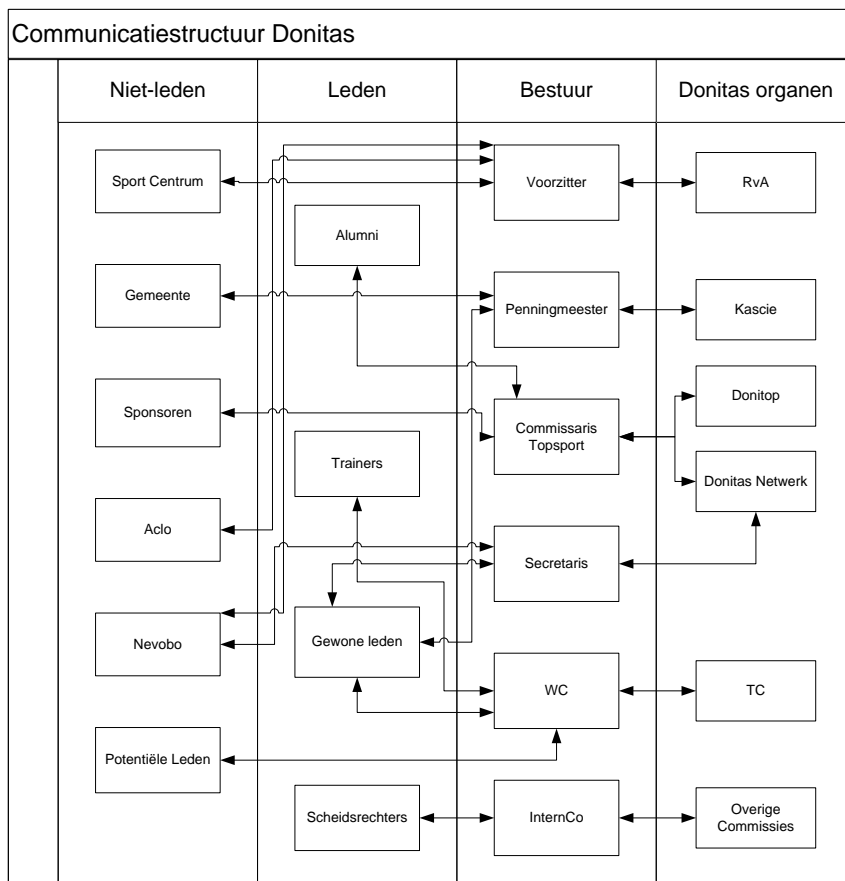 Communicatiestructuur Donitas
Niet-leden
Leden
Bestuur
Donitas organen
Sport Centrum
Voorzitter
RvA
Alumni
Gemeente
Penningmeester
Kascie
Donitop
Sponsoren
Commissaris
Topsport
Trainers
Donitas Netwerk
Aclo
Secretaris
Nevobo
Gewone leden
WC
TC
Potentiële Leden
Scheidsrechters
InternCo
Overige
Commissies